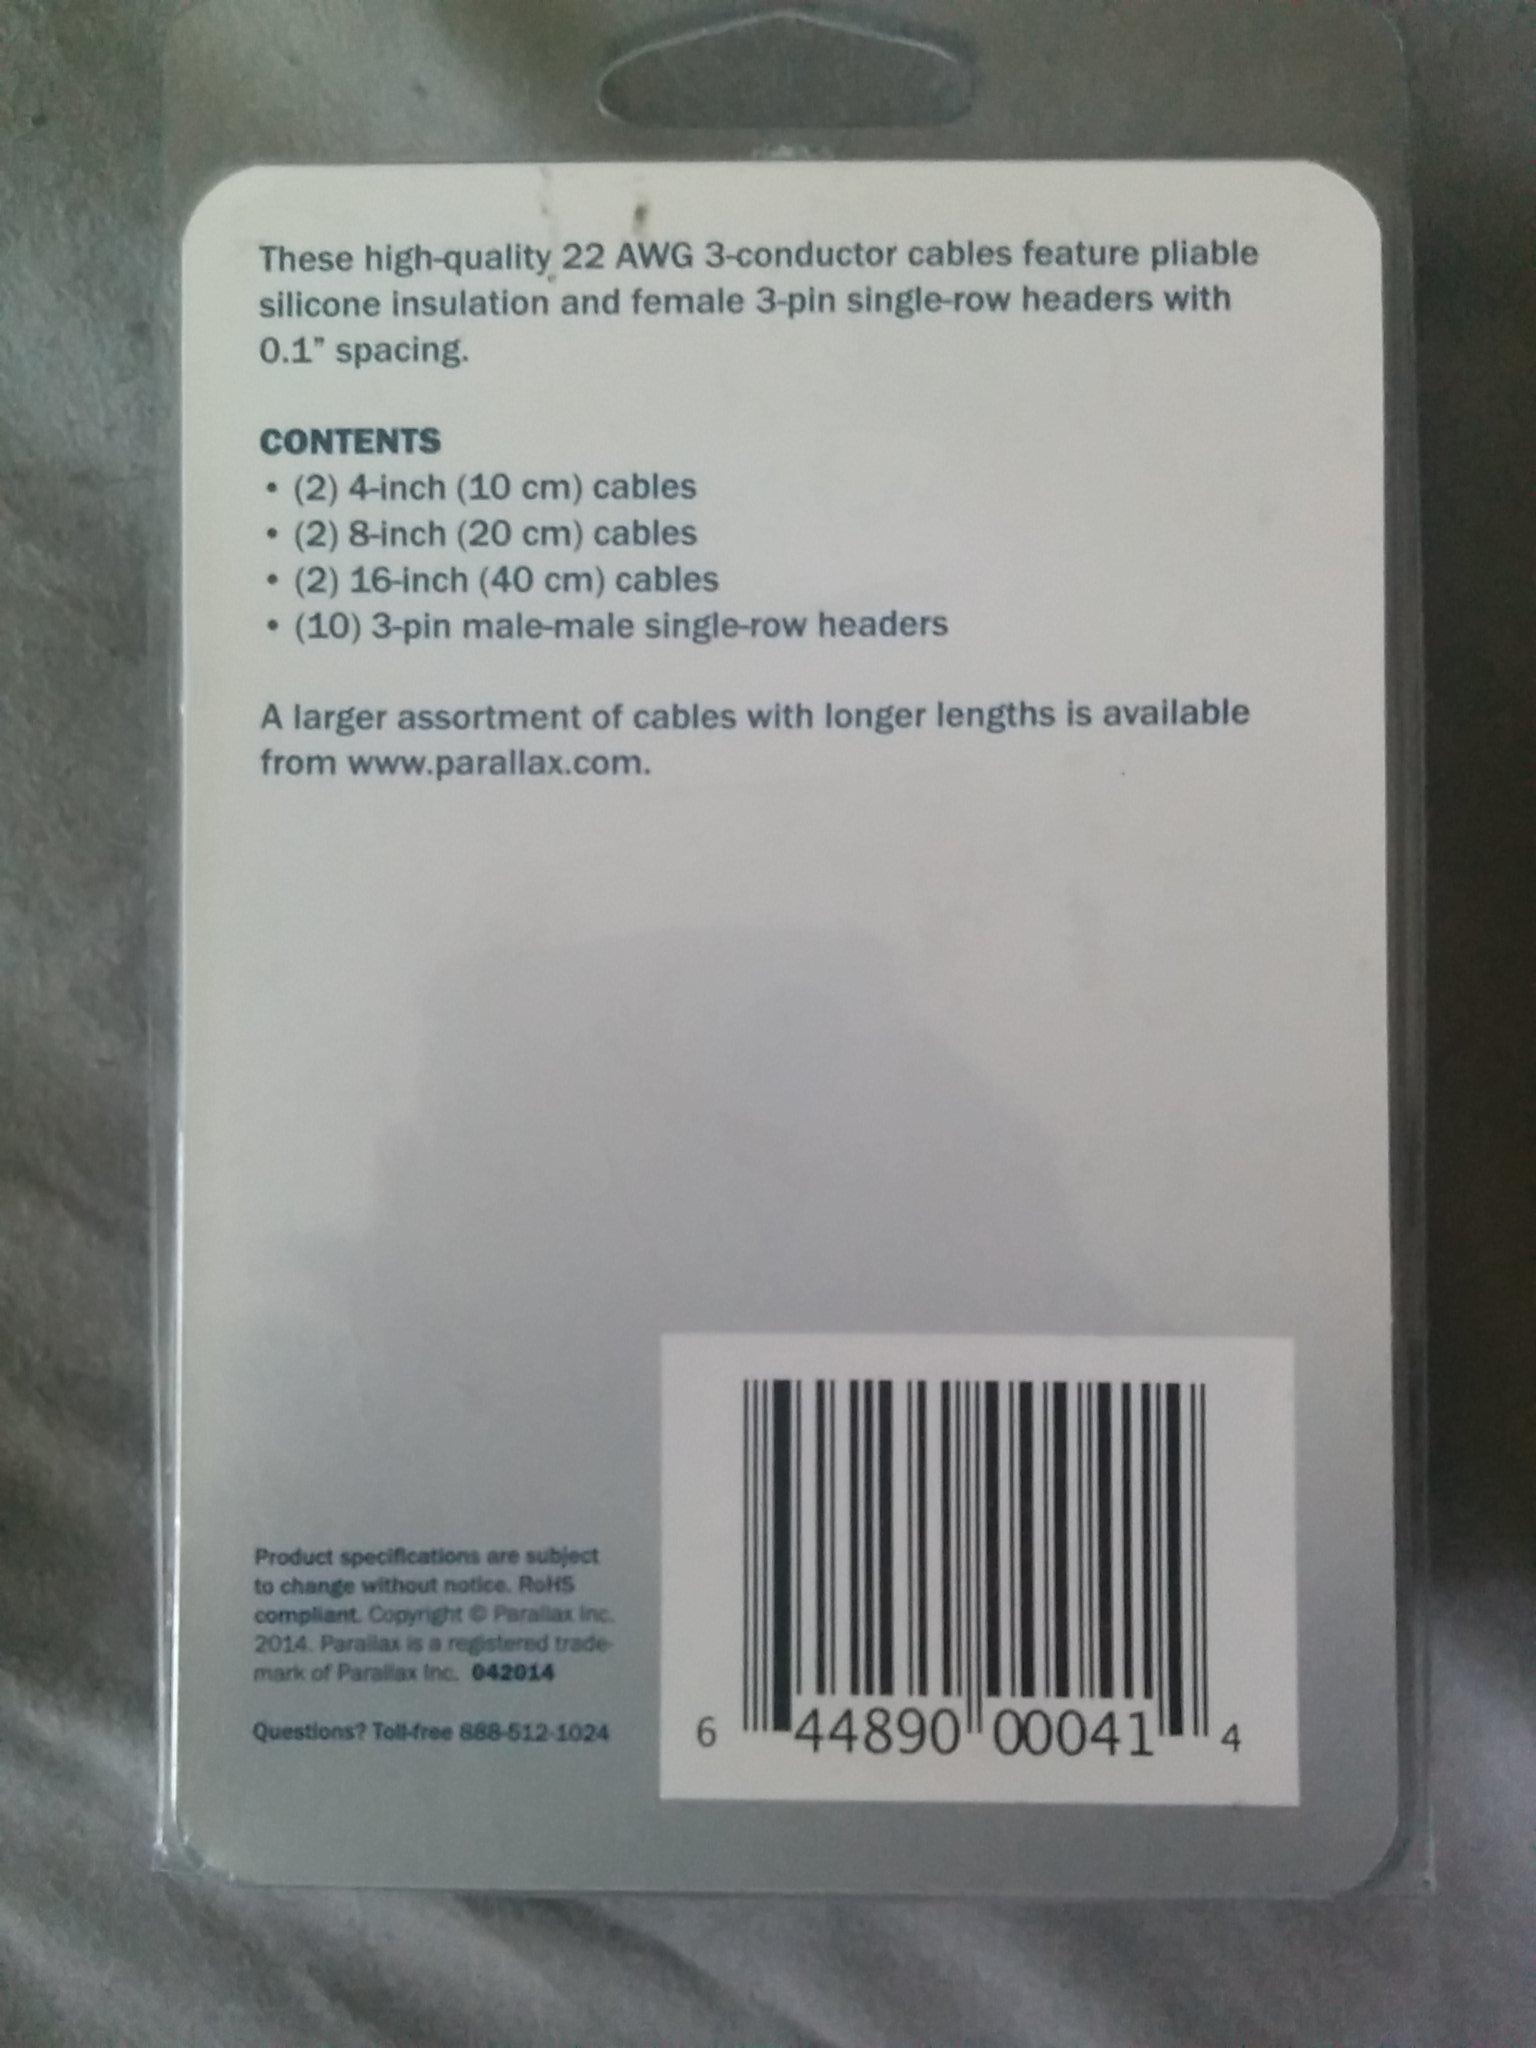 These high-quality 22 AWG 3-conductor cables feature pliable
silicone insulation and female 3-pin single-row headers with
0.1” spacing.
CONTENTS
• (2) 4-inch (10 cm) cables
• (2) 8-inch (20 cm) cables
• (2) 16-inch (40 cm) cables
• (10) 3-pin male-male single-row headers
A larger assortment of cables with longer lengths is available
from www.parallax.com.
Product specifications are subject
to change without notice. RoHS
compliant. Copyright © Parallax Inc.
2014. Parallax is a registered trade-
mark of Parallax Inc. 042014
Questions? Toll-free 888-512-1024
6 44890 00041 4